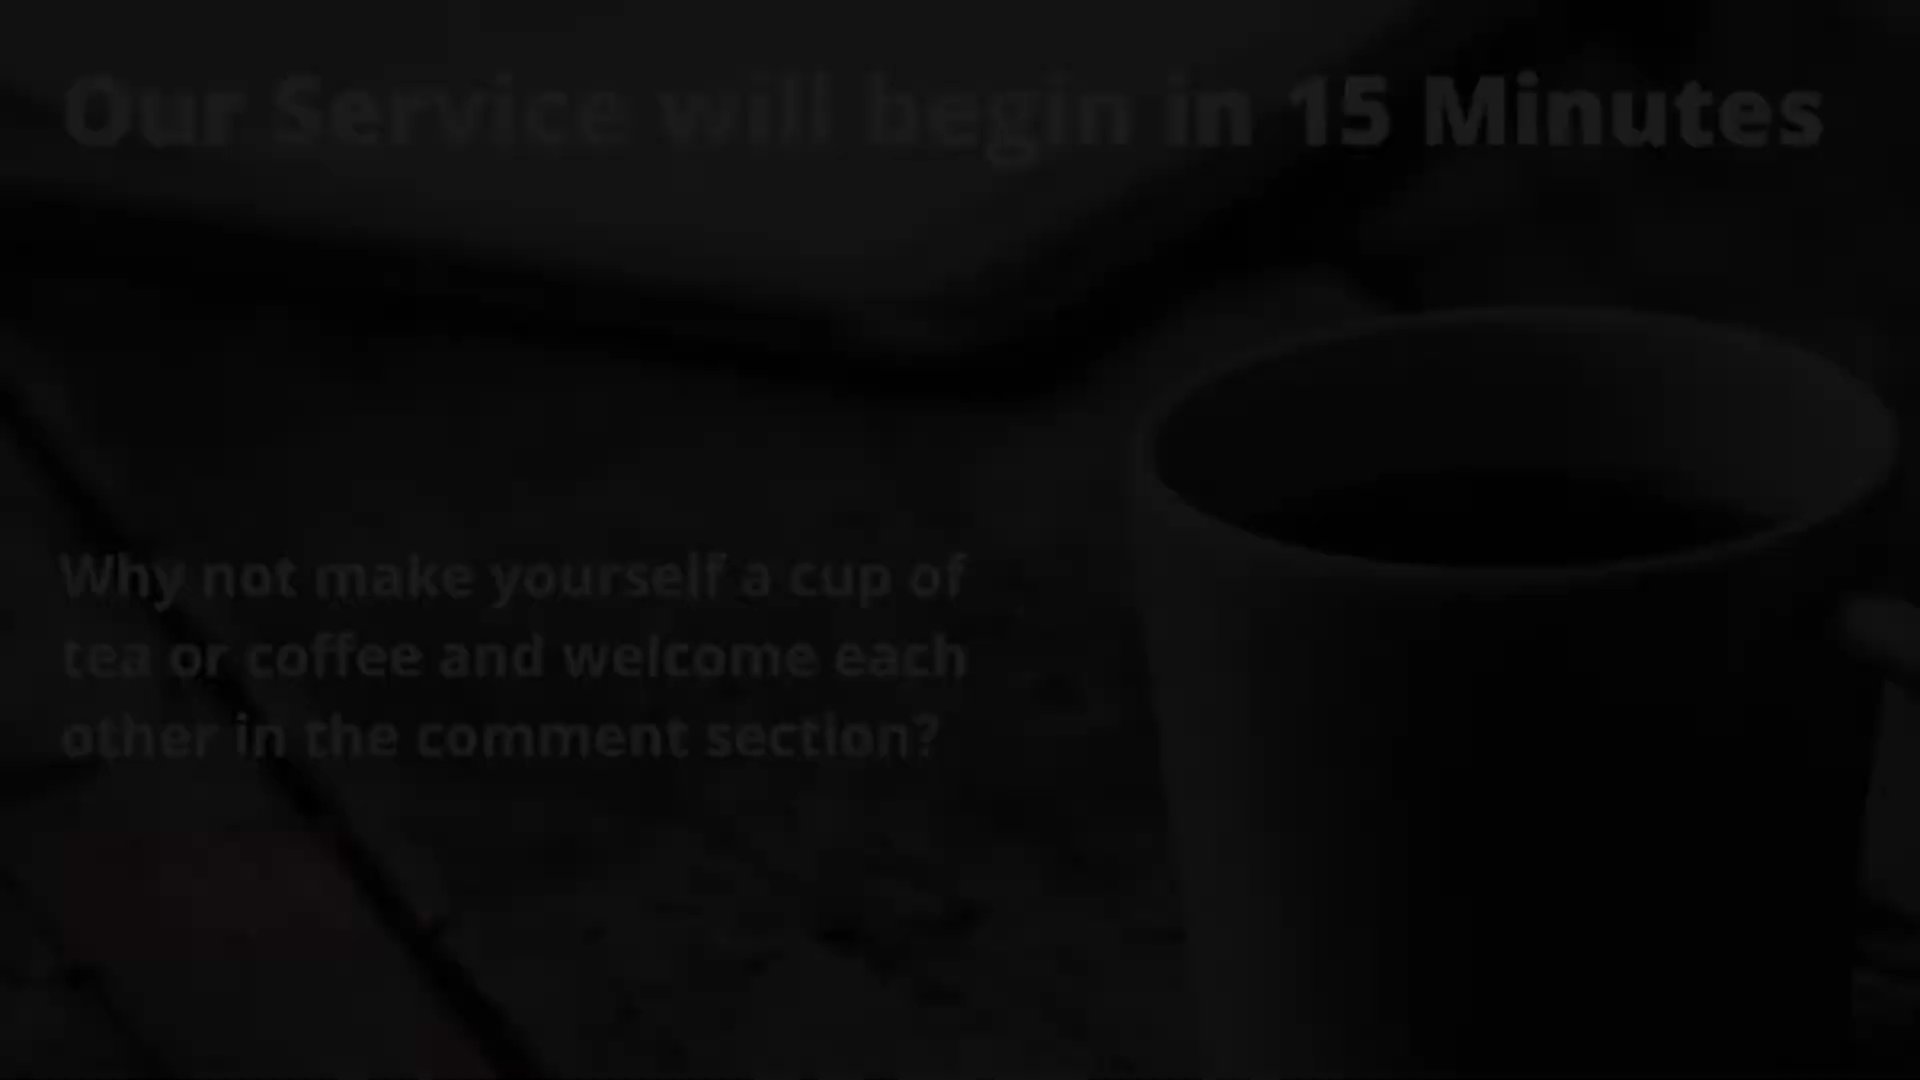 Our Service will begin in 15 Minutes
Why not make yourself a cup of
tea or coffee and welcome each
other in the comment section?